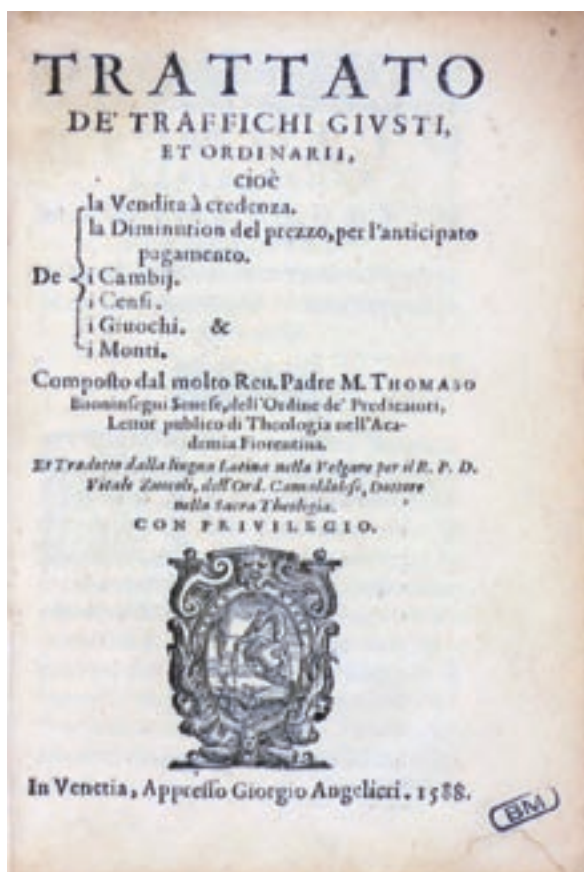 TRATTATO
DE' TRAFFICHI GIVSTI,
ET ORDINARII,
cioè
la Vendita à credenza.
la Diminution del prezzo, per l'anticipato
pagamento.
De i Cambij.
i Censi.
i Giuochi. &
i Monti.
Composto dal molto Reu. Padre M. THOMASO
Buoninsegni Senese, dell'Ordine de' Predicatori,
Lettor publico di Theologia nell'Aca-
demia Fiorentina.
Et Tradotto dalla lingua Latina nella Volgare per il R. P. D.
Vitale Zuccoli, dell'Ord. Camaldolese, Dottore
nella Sacra Theologia.
CON PRIVILEGIO.
In Venetia, Appresso Giorgio Angelieri. 1588.
BM